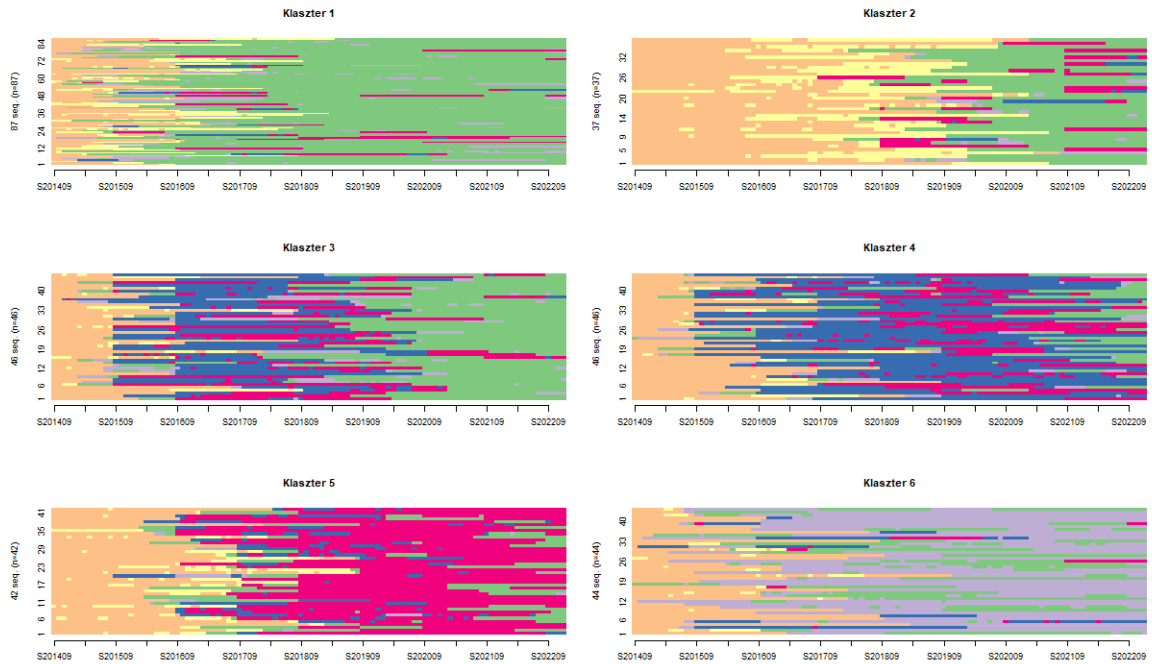 Klaszter 1
87 seq. (n=87)
1 12 24 36 48 60 72 84
S201409 S201509 S201609 S201709 S201809 S201909 S202009 S202109 S202209
Klaszter 2
37 seq. (n=37)
1 5 9 14 20 26 32
S201409 S201509 S201609 S201709 S201809 S201909 S202009 S202109 S202209
Klaszter 3
46 seq. (n=46)
1 6 12 19 26 33 40
S201409 S201509 S201609 S201709 S201809 S201909 S202009 S202109 S202209
Klaszter 4
46 seq. (n=46)
1 6 12 19 26 33 40
S201409 S201509 S201609 S201709 S201809 S201909 S202009 S202109 S202209
Klaszter 5
42 seq. (n=42)
1 6 11 17 23 29 35 41
S201409 S201509 S201609 S201709 S201809 S201909 S202009 S202109 S202209
Klaszter 6
44 seq. (n=44)
1 6 12 19 26 33 40
S201409 S201509 S201609 S201709 S201809 S201909 S202009 S202109 S202209